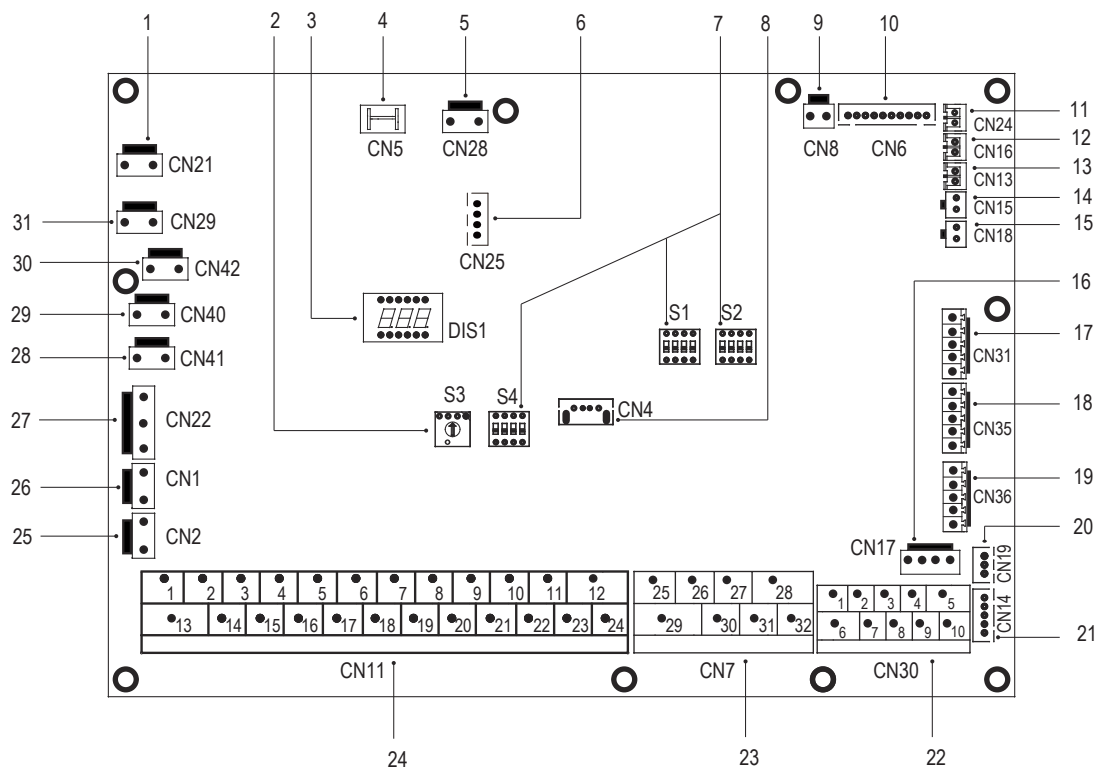 1 2 3 4 5 6 7 8 9 10
CN5 CN28 CN8 CN6 CN24 11
CN16 12
CN21 CN13 13
CN15 14
31 CN29 CN25 CN18 15
30 CN42
16
29 CN40 3 DIS1 S1 S2 CN31 17
28 CN41
27 CN22 S3 S4 CN4 CN35 18
26 CN1 CN36 19
25 CN2 CN17 CN19 20
1 2 3 4 5 6 7 8 9 10 11 12 25 26 27 28 1 2 3 4 5
13 14 15 16 17 18 19 20 21 22 23 24 29 30 31 32 6 7 8 9 10 CN14 21
CN11 CN7 CN30
24 23 22